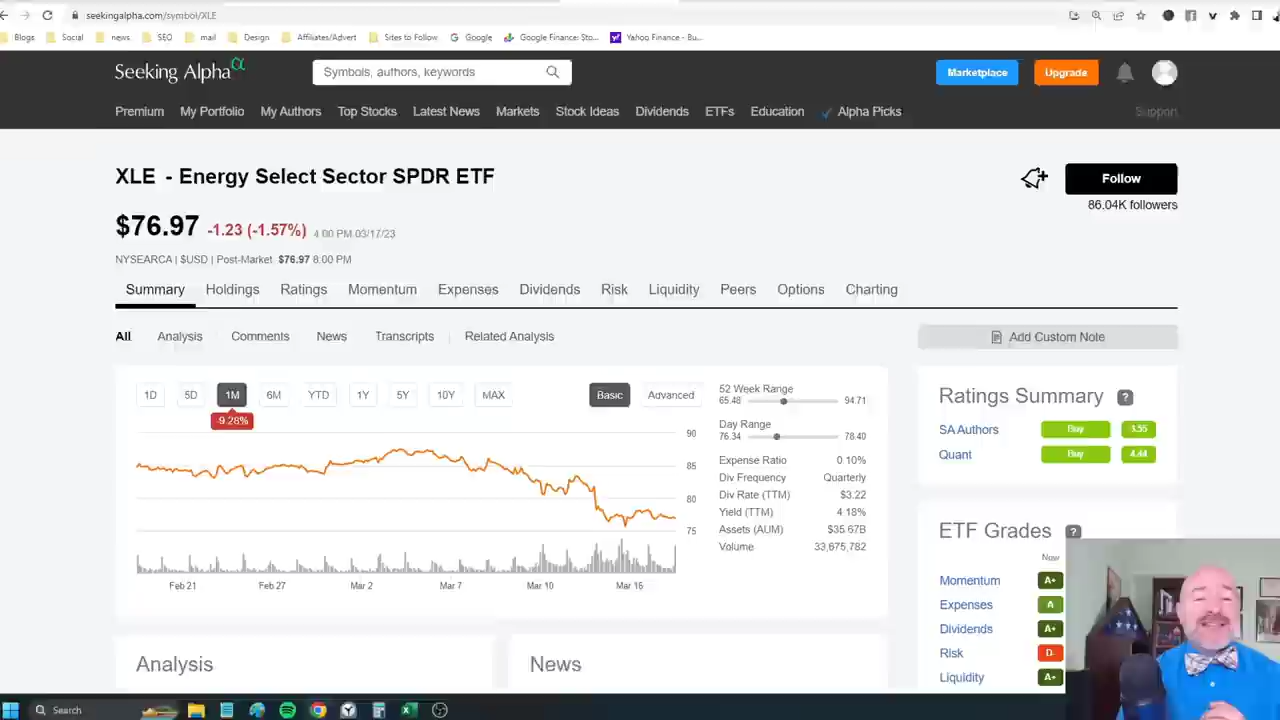 seekingalpha.com/symbol/XLE
Blogs Social news SEO mail Design Affiliates/Advert Sites to Follow Google Google Finance: Sto... Yahoo Finance - Bu...
Seeking Alpha α Symbols, authors, keywords Marketplace Upgrade
Premium My Portfolio My Authors Top Stocks Latest News Markets Stock Ideas Dividends ETFs Education Alpha Picks Support
XLE - Energy Select Sector SPDR ETF Follow
86.04K followers
$76.97 -1.23 (-1.57%) 4:00 PM 03/17/23
NYSEARCA | $USD | Post-Market $76.97 8:00 PM
Summary Holdings Ratings Momentum Expenses Dividends Risk Liquidity Peers Options Charting
All Analysis Comments News Transcripts Related Analysis Add Custom Note
1D 5D 1M 6M YTD 1Y 5Y 10Y MAX Basic Advanced
-9.28%
90
85
80
75
Feb 21 Feb 27 Mar 2 Mar 7 Mar 10 Mar 16
52 Week Range
65.48 94.71
Day Range
76.34 78.40
Expense Ratio 0.10%
Div Frequency Quarterly
Div Rate (TTM) $3.22
Yield (TTM) 4.18%
Assets (AUM) $35.67B
Volume 33,675,782
Ratings Summary ?
SA Authors Buy 3.55
Quant Buy 4.44
ETF Grades ?
Now
Momentum A+
Expenses A
Dividends A+
Risk D-
Liquidity A+
Analysis News
Search